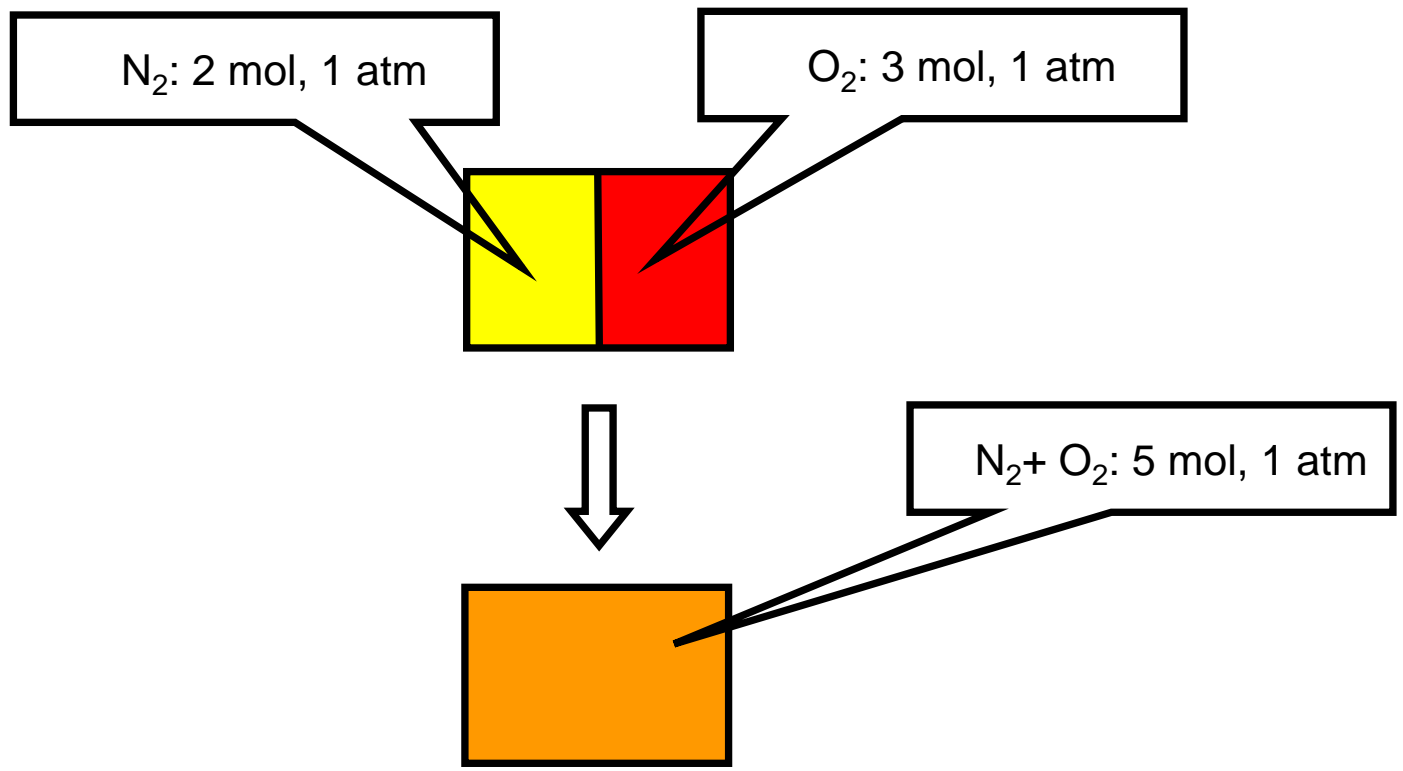 N₂: 2 mol, 1 atm
O₂: 3 mol, 1 atm
N₂+ O₂: 5 mol, 1 atm